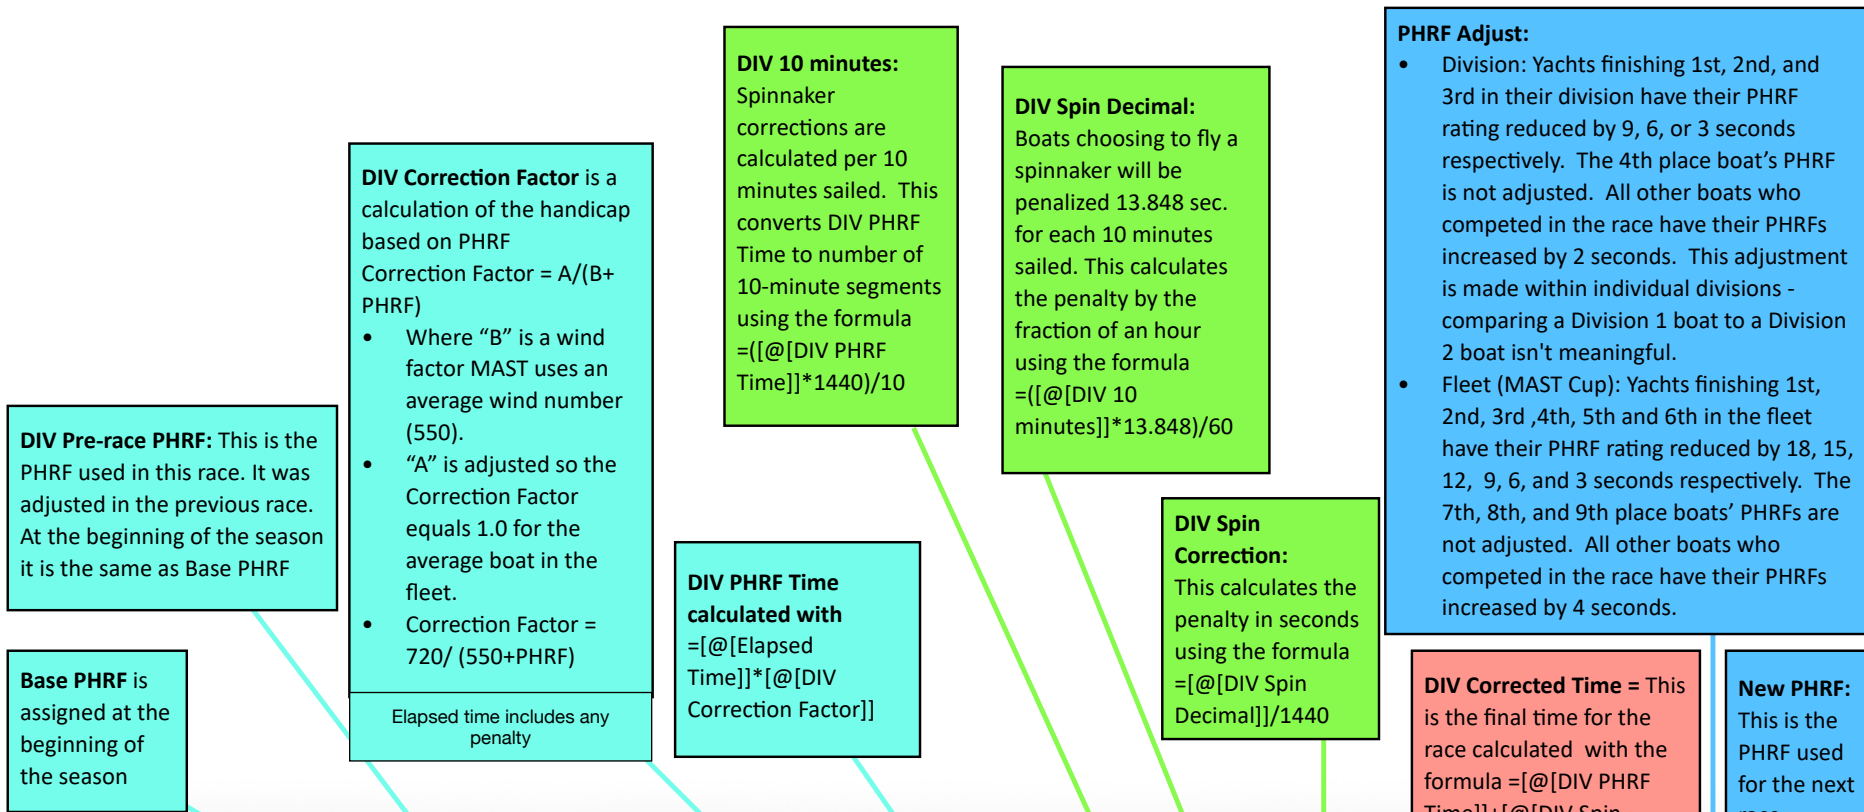 DIV Pre-race PHRF: This is the
PHRF used in this race. It was
adjusted in the previous race.
At the beginning of the season
it is the same as Base PHRF
Base PHRF is
assigned at the
beginning of
the season
DIV Correction Factor is a
calculation of the handicap
based on PHRF
Correction Factor = A/(B+
PHRF)
• Where “B” is a wind
factor MAST uses an
average wind number
(550).
• “A” is adjusted so the
Correction Factor
equals 1.0 for the
average boat in the
fleet.
• Correction Factor =
720/ (550+PHRF)
Elapsed time includes any
penalty
DIV PHRF Time
calculated with
=[@[Elapsed
Time]]*[@[DIV
Correction Factor]]
DIV 10 minutes:
Spinnaker
corrections are
calculated per 10
minutes sailed. This
converts DIV PHRF
Time to number of
10-minute segments
using the formula
=([@[DIV PHRF
Time]]*1440)/10
DIV Spin Decimal:
Boats choosing to fly a
spinnaker will be
penalized 13.848 sec.
for each 10 minutes
sailed. This calculates
the penalty by the
fraction of an hour
using the formula
=([@[DIV 10
minutes]]*13.848)/60
DIV Spin
Correction:
This calculates the
penalty in seconds
using the formula
=[@[DIV Spin
Decimal]]/1440
PHRF Adjust:
• Division: Yachts finishing 1st, 2nd, and
3rd in their division have their PHRF
rating reduced by 9, 6, or 3 seconds
respectively. The 4th place boat’s PHRF
is not adjusted. All other boats who
competed in the race have their PHRFs
increased by 2 seconds. This adjustment
is made within individual divisions -
comparing a Division 1 boat to a Division
2 boat isn't meaningful.
• Fleet (MAST Cup): Yachts finishing 1st,
2nd, 3rd ,4th, 5th and 6th in the fleet
have their PHRF rating reduced by 18, 15,
12, 9, 6, and 3 seconds respectively. The
7th, 8th, and 9th place boats’ PHRFs are
not adjusted. All other boats who
competed in the race have their PHRFs
increased by 4 seconds.
DIV Corrected Time = This
is the final time for the
race calculated with the
formula =[@[DIV PHRF
Time]]+[@[DIV Spin
New PHRF:
This is the
PHRF used
for the next